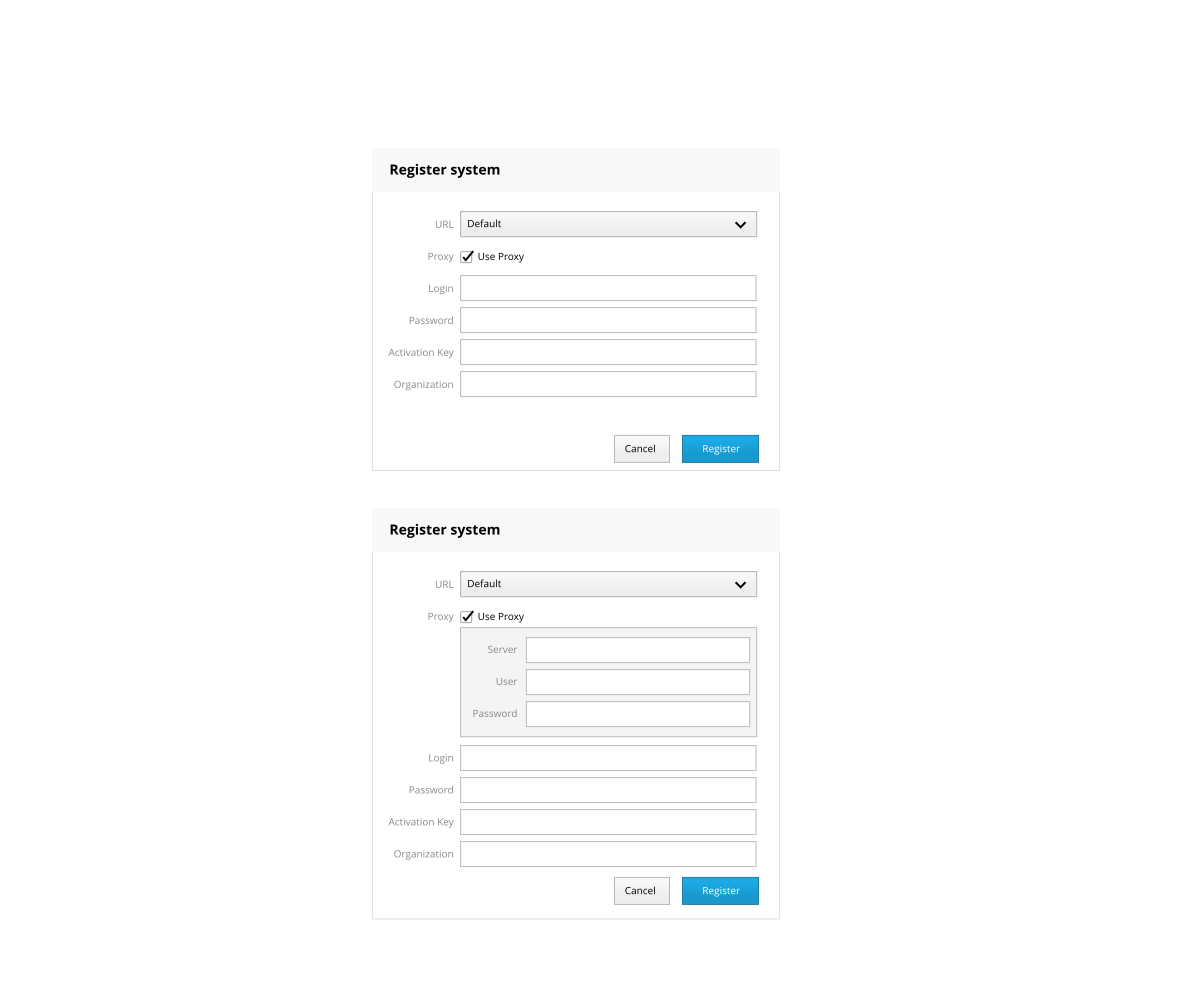 Register system
URL Default
Proxy Use Proxy
Login
Password
Activation Key
Organization
Cancel Register
Register system
URL Default
Proxy Use Proxy
Server
User
Password
Login
Password
Activation Key
Organization
Cancel Register